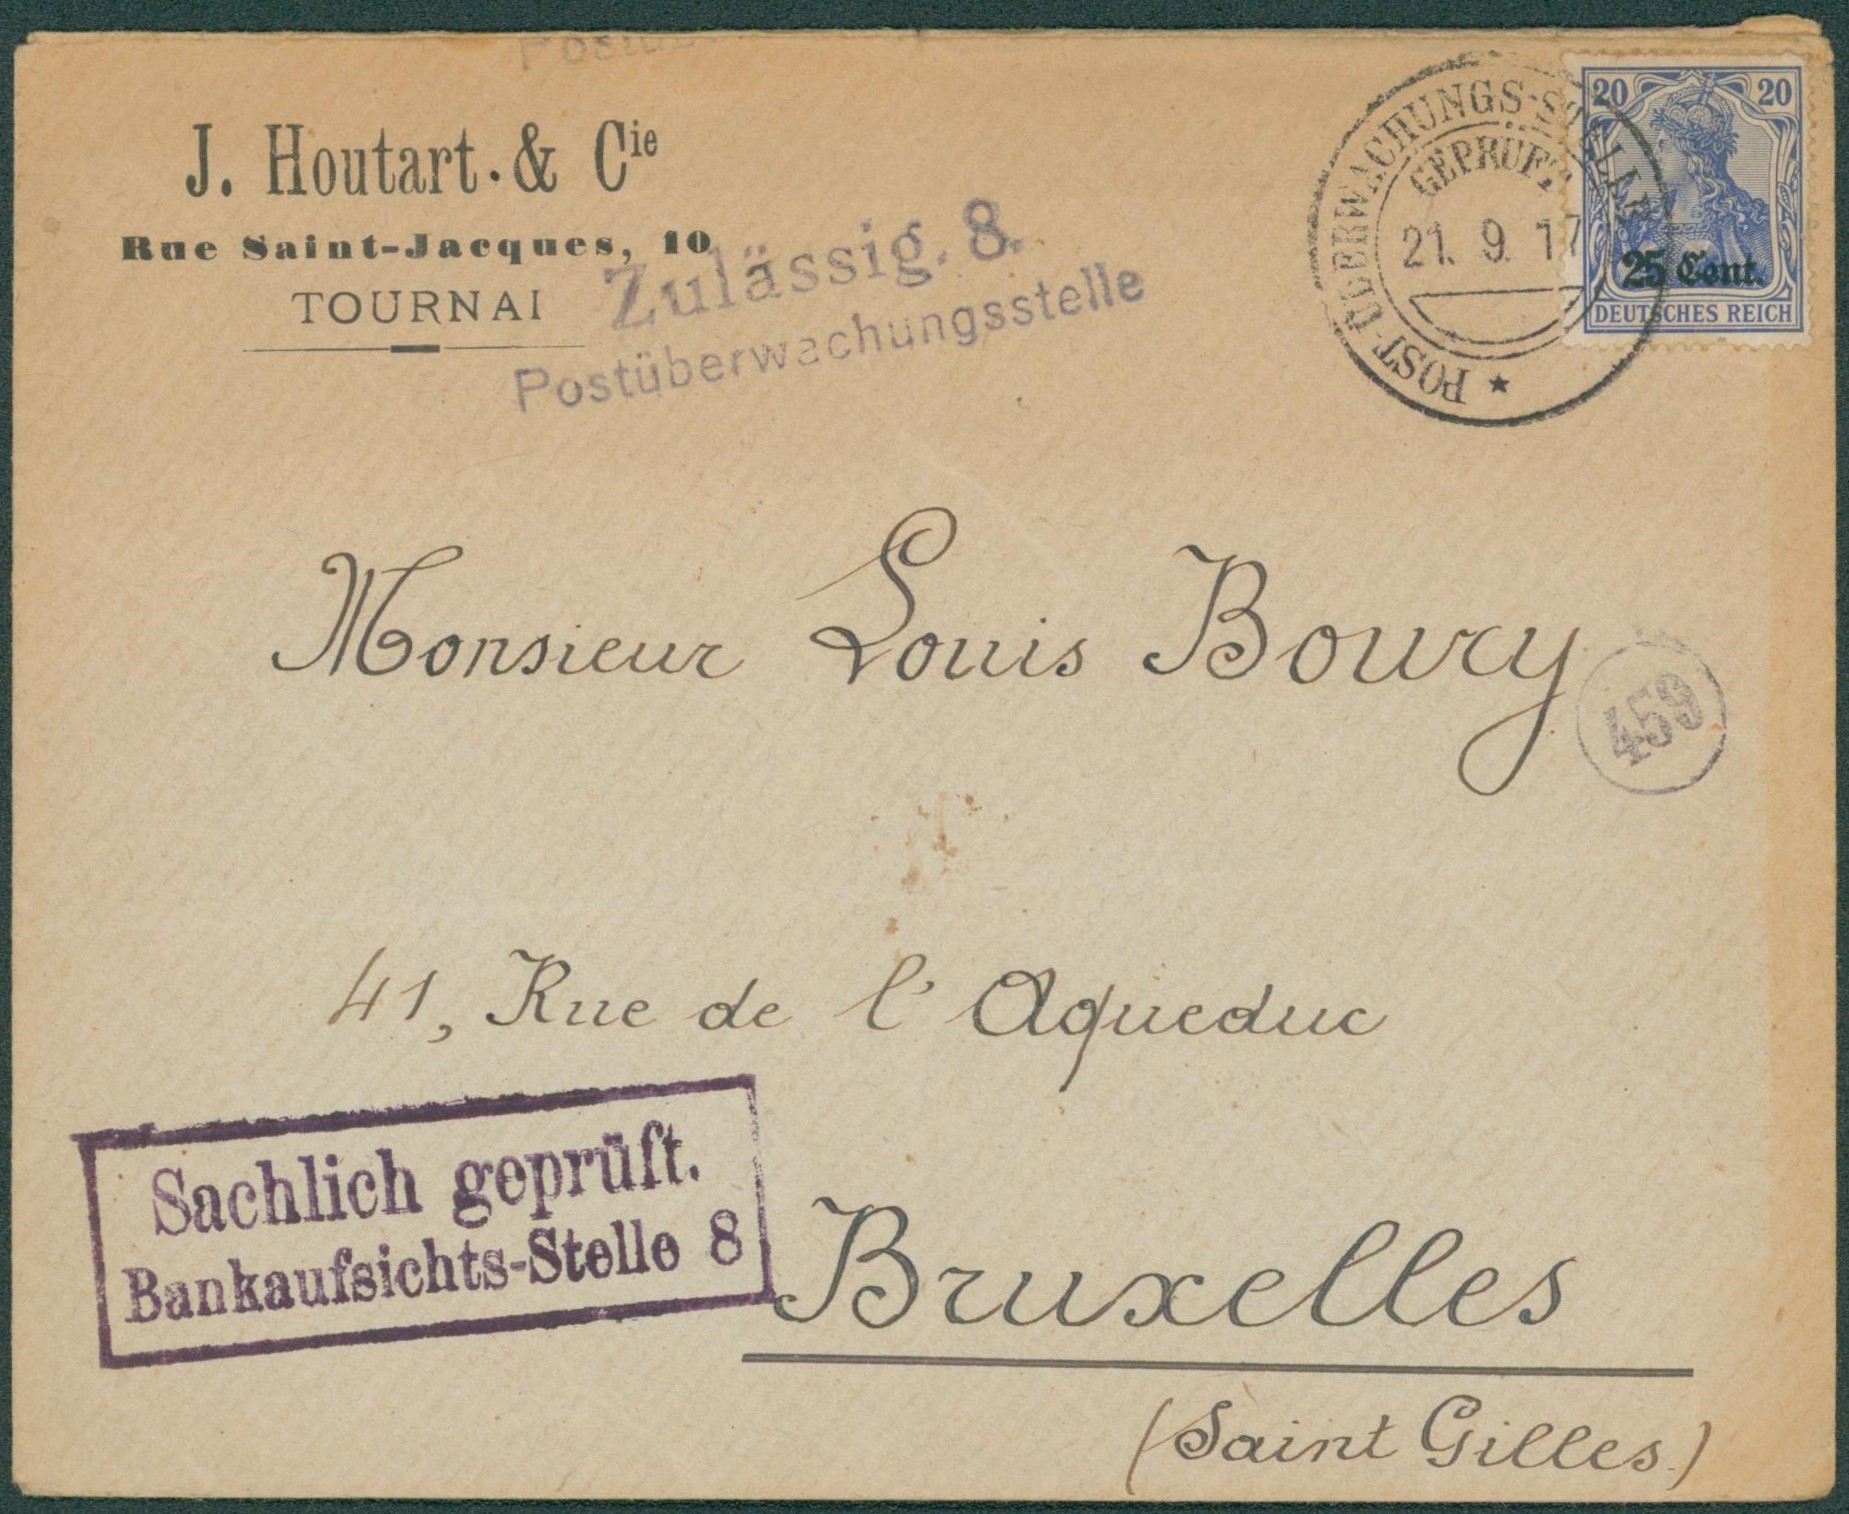 J. Houtart. & Cie
Rue Saint-Jacques, 10
TOURNAI
Zulässig. 8.
Postüberwachungsstelle
POST-ÜBERWACHUNGS-STELLE
GEPRÜFT
21. 9. 17
20 20
25 Cent.
DEUTSCHES REICH
Monsieur Louis Boury
459
41, Rue de l'Aqueduc
Sachlich geprüft.
Bankaufsichts-Stelle 8
Bruxelles
(Saint Gilles.)